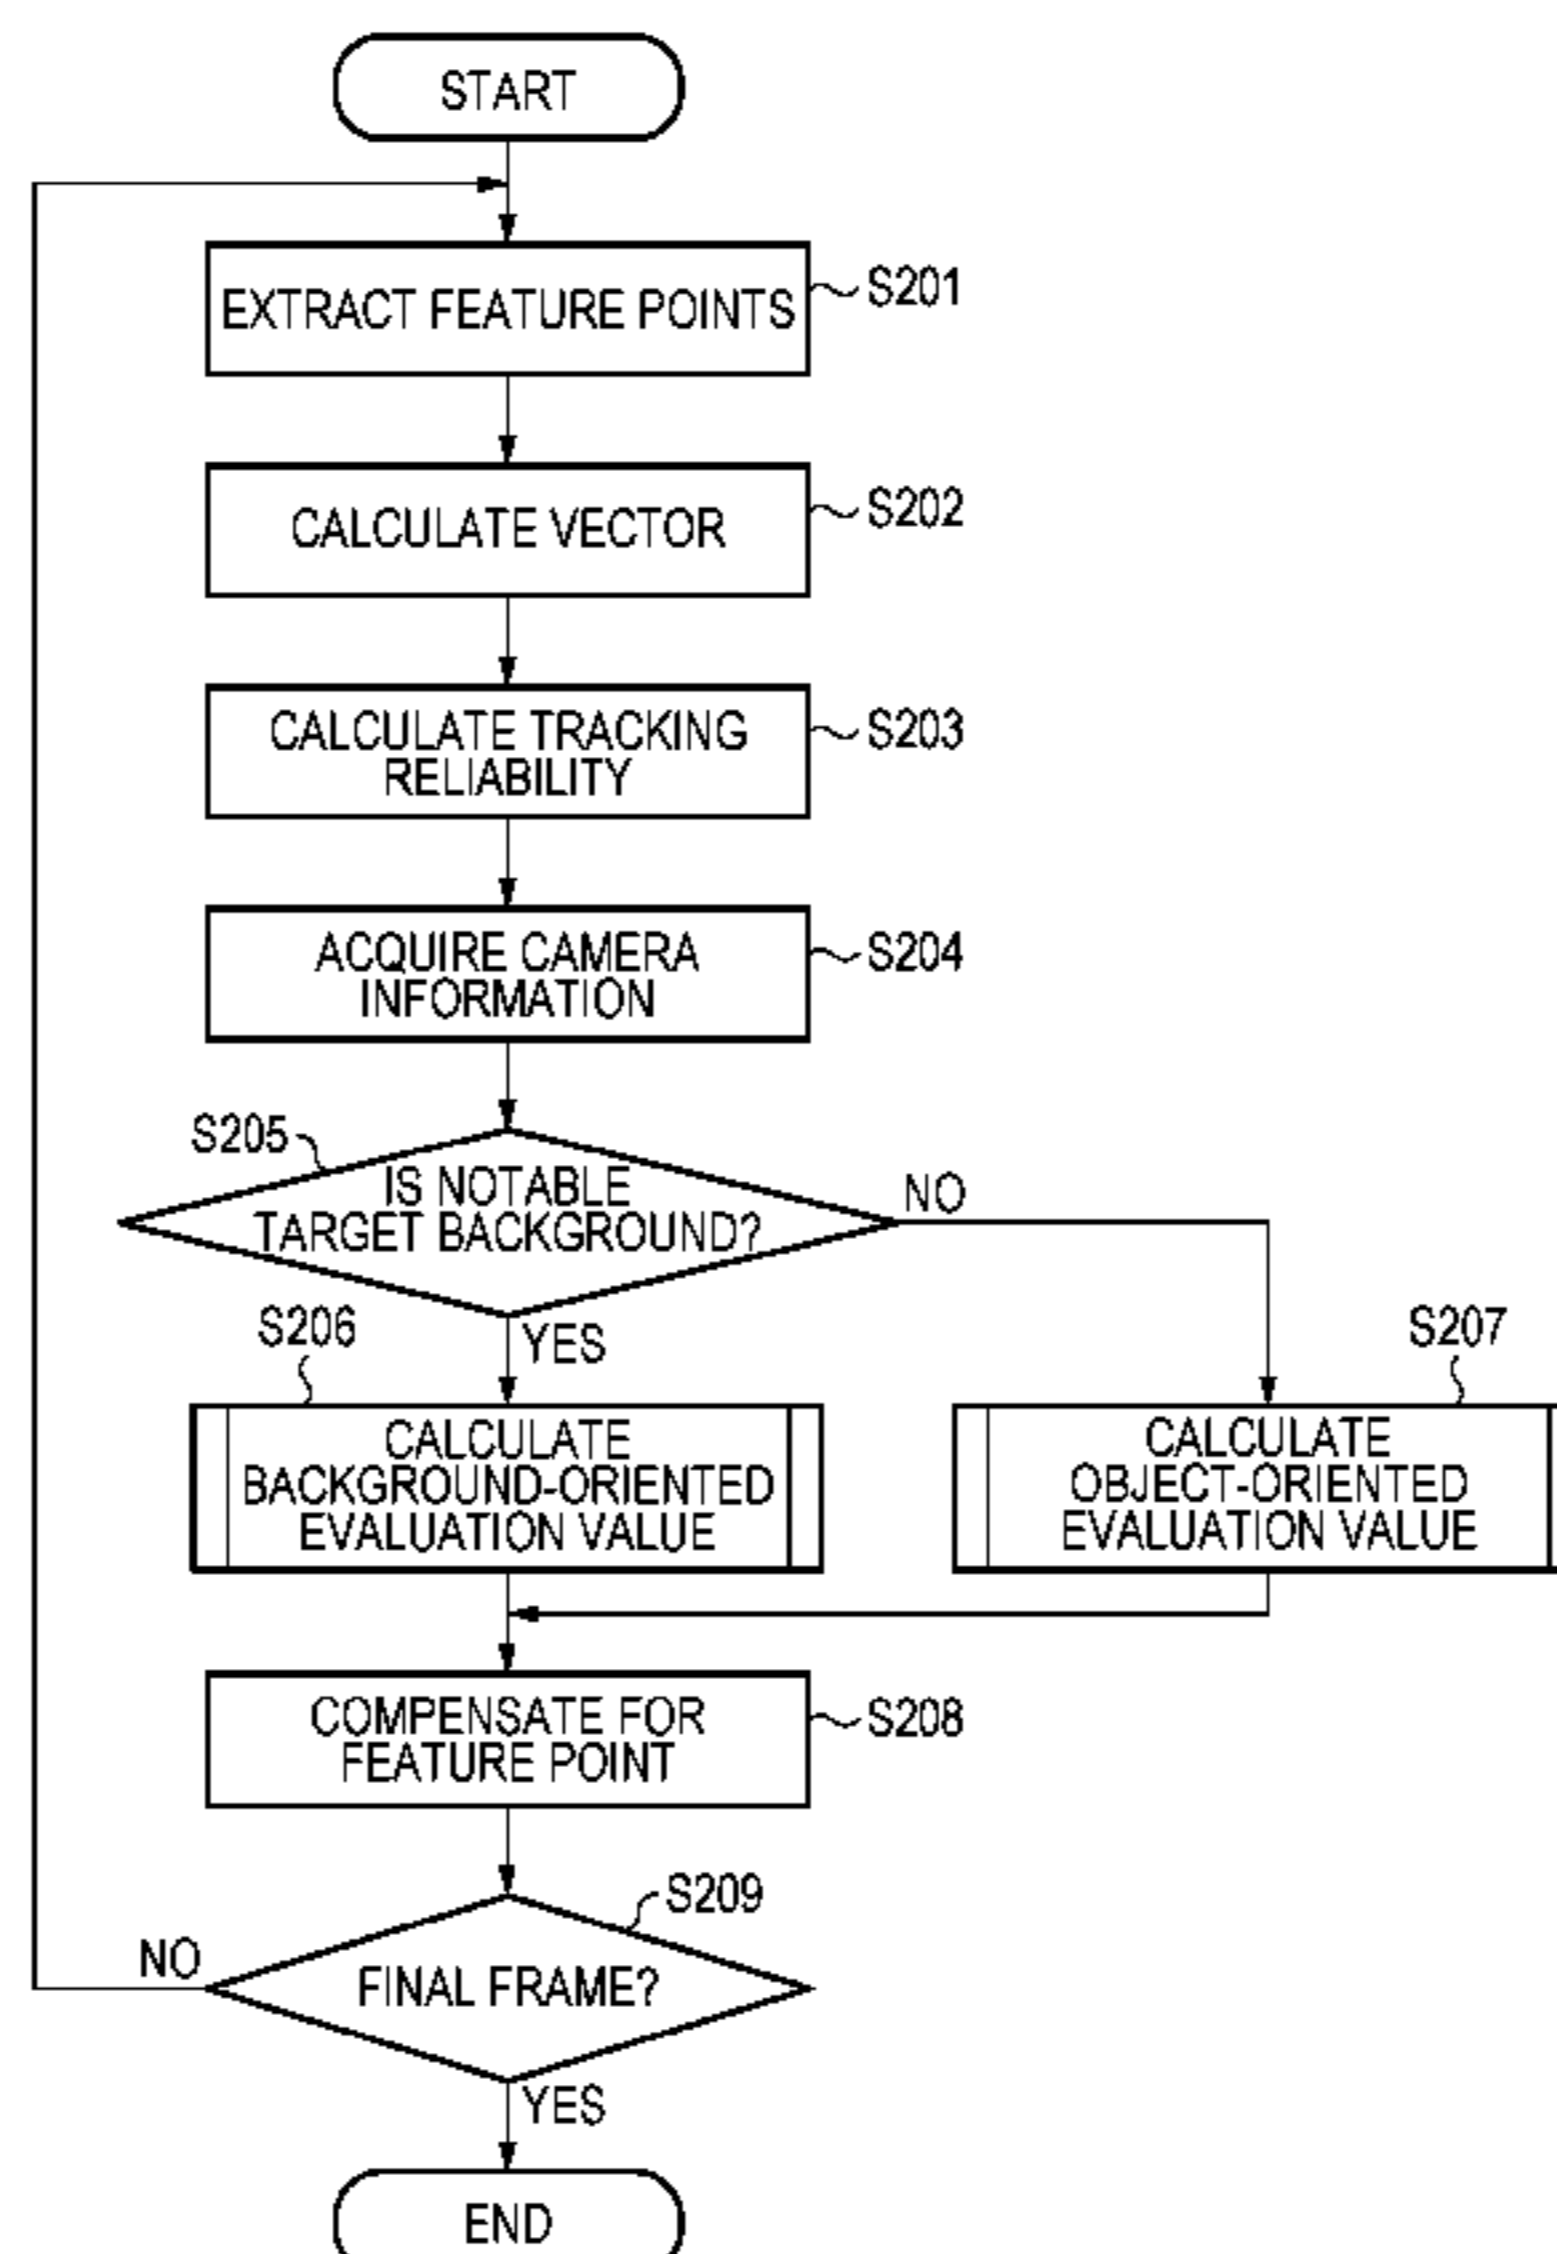 START
EXTRACT FEATURE POINTS
S201
CALCULATE VECTOR
S202
CALCULATE TRACKING
RELIABILITY
S203
ACQUIRE CAMERA
INFORMATION
S204
S205
IS NOTABLE
TARGET BACKGROUND?
NO
YES
S206
CALCULATE
BACKGROUND-ORIENTED
EVALUATION VALUE
S207
CALCULATE
OBJECT-ORIENTED
EVALUATION VALUE
COMPENSATE FOR
FEATURE POINT
S208
S209
FINAL FRAME?
NO
YES
END